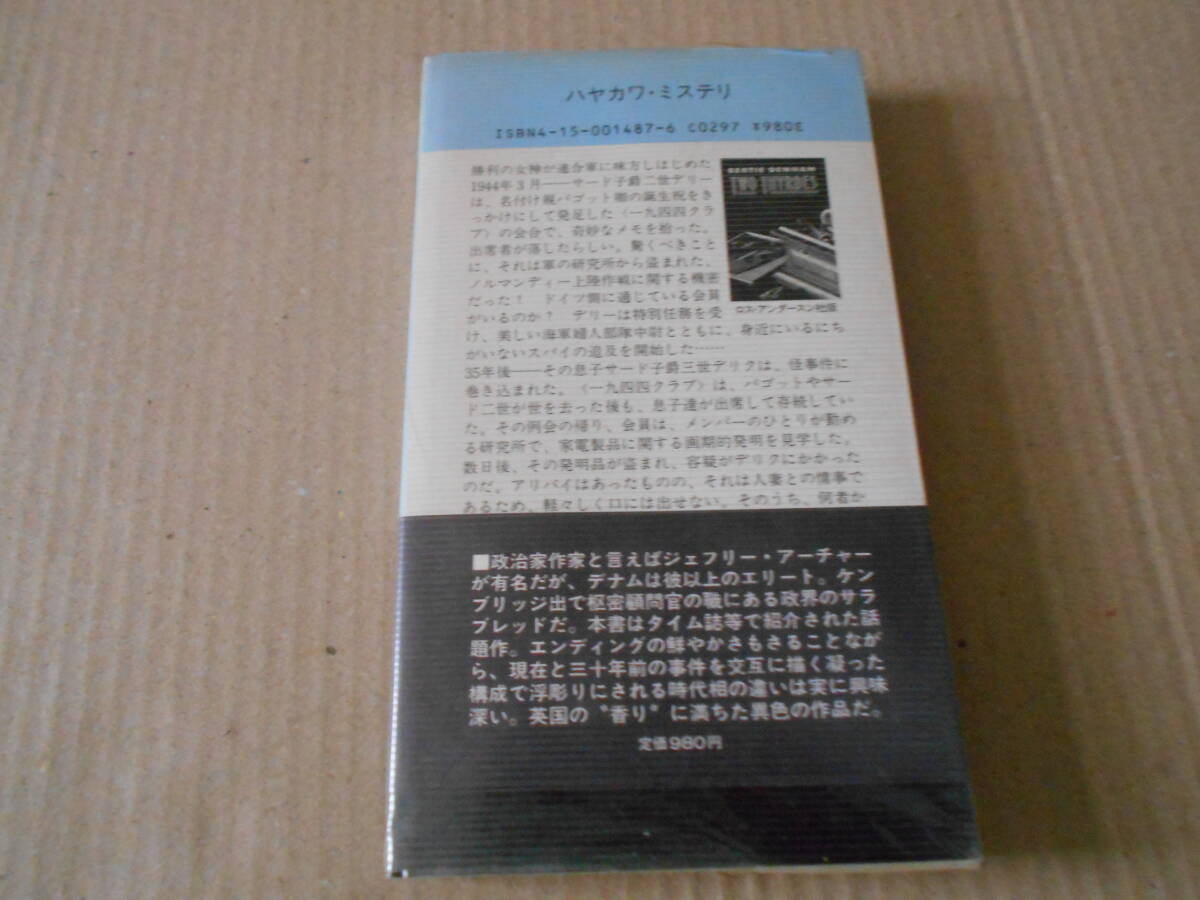 ハヤカワ・ミステリ
ISBN4-15-001487-6 C0297 ¥980E
勝利の女神が連合軍に味方しはじめた
1944年3月――サード子爵二世デリー
は、名付け親バゴット卿の誕生祝をき
っかけにして発足した〈一九四四クラ
ブ〉の会合で、奇妙なメモを拾った。
出席者が落したらしい。驚くべきこと
に、それは軍の研究所から盗まれた、
ノルマンディー上陸作戦に関する機密
だった！　ドイツ側に通じている会員
がいるのか？　デリーは特別任務を受
け、美しい海軍婦人部隊中尉とともに、身近にいるにち
がいないスパイの追及を開始した……
35年後――その息子サード子爵三世デリクは、怪事件に
巻き込まれた。〈一九四四クラブ〉は、バゴットやサー
ド二世が世を去った後も、息子達が出席して存続してい
た。その例会の帰り、会員は、メンバーのひとりが勤め
る研究所で、家電製品に関する画期的発明を見学した。
数日後、その発明品が盗まれ、容疑がデリクにかかった
のだ。アリバイはあったものの、それは人妻との情事で
あるため、軽々しく口には出せない。そのうち、何者か
BERTIE DENHAM
TWO THYRDES
ロス・アンダースン社版
■政治家作家と言えばジェフリー・アーチャー
が有名だが、デナムは彼以上のエリート。ケン
ブリッジ出で枢密顧問官の職にある政界のサラ
ブレッドだ。本書はタイム誌等で紹介された話
題作。エンディングの鮮やかさもさることなが
ら、現在と三十年前の事件を交互に描く凝った
構成で浮彫りにされる時代相の違いは実に興味
深い。英国の〝香り〟に満ちた異色の作品だ。
定価980円